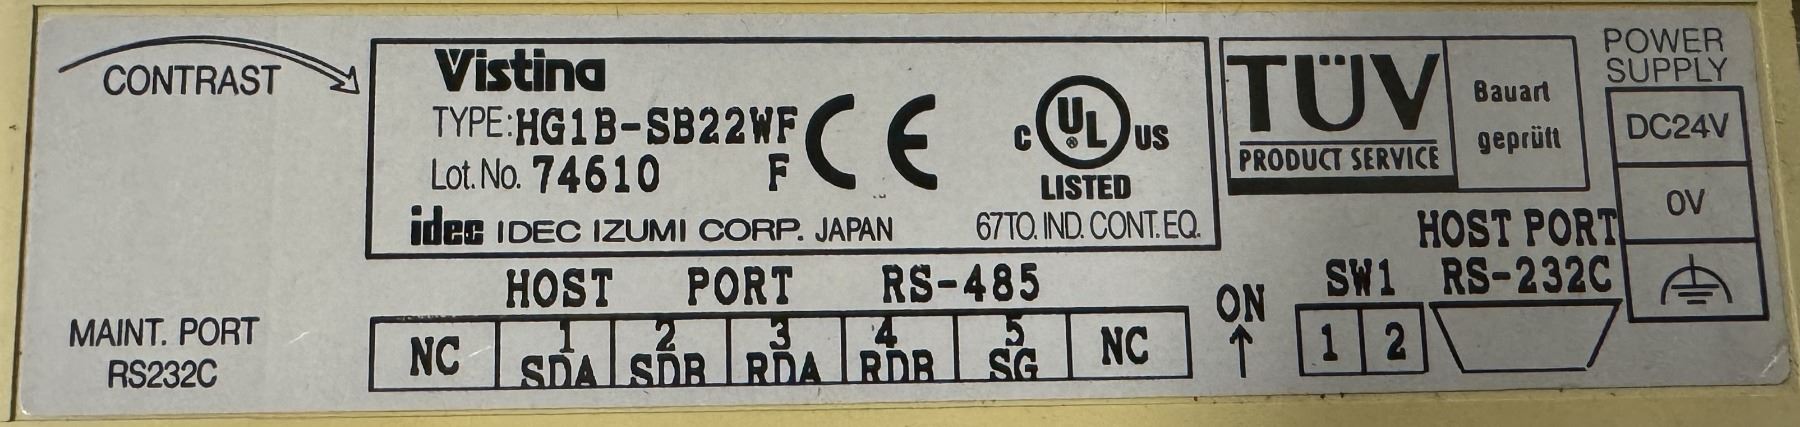 CONTRAST
Vistina
TYPE:HG1B-SB22WF
Lot.No. 74610 F
CE
C UL US
®
LISTED
idec IDEC IZUMI CORP. JAPAN
67TO. IND. CONT. EQ.
TÜV
PRODUCT SERVICE
Bauart
geprüft
POWER
SUPPLY
DC24V
0V
HOST PORT RS-485
NC
1
SDA
2
SDB
3
RDA
4
RDB
5
SG
NC
ON
SW1
1 2
HOST PORT
RS-232C
MAINT. PORT
RS232C